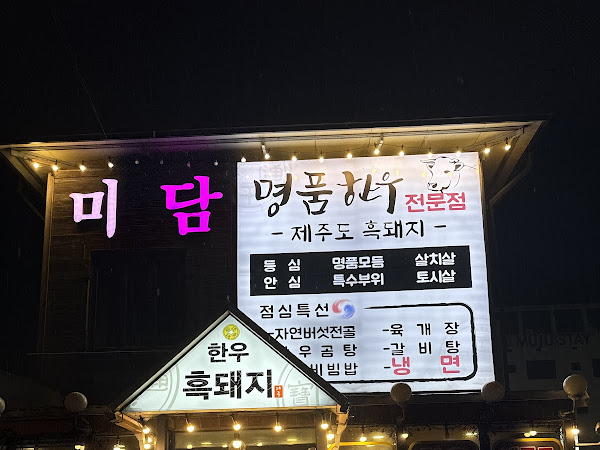 미 담
명품한우
전문점
- 제주도 흑돼지 -
등 심 명품모듬 살치살
안 심 특수부위 토시살
점심특선
-자연버섯전골 -육 개 장
우곰탕 -갈비탕
비빔밥 -냉 면
한우
흑돼지
MUJU STAY